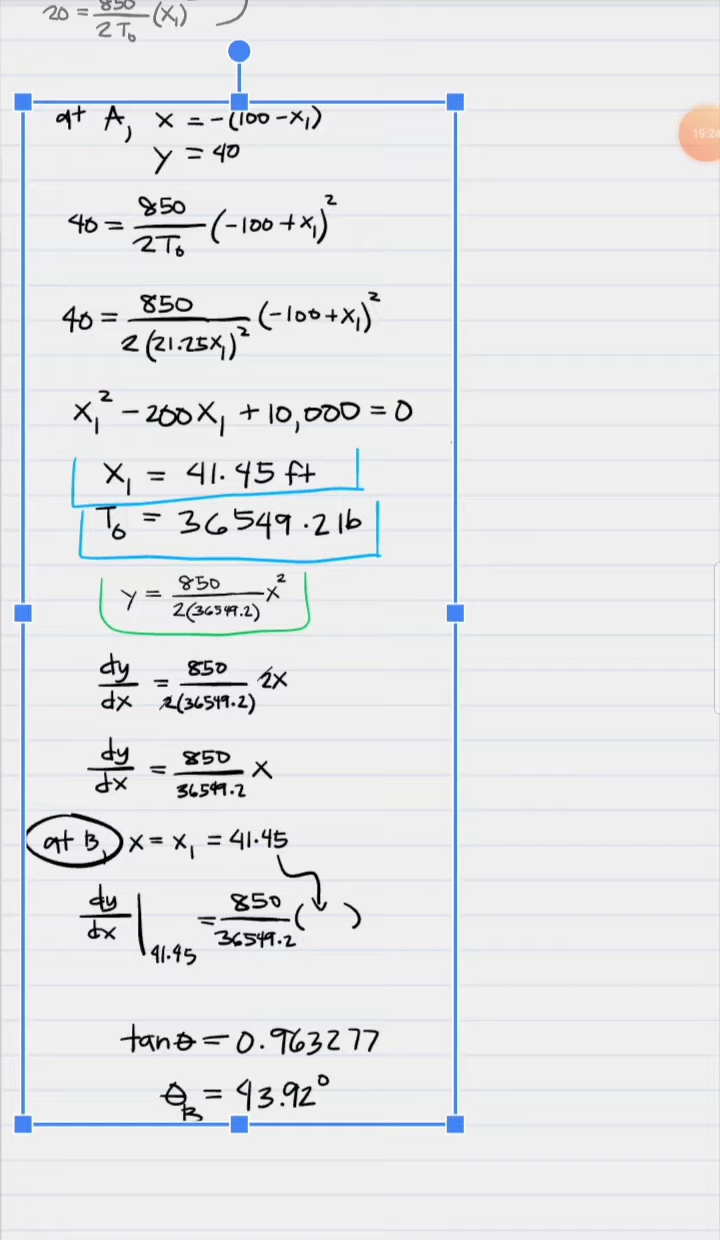 20 = 850/2T₀ (x₁)
at A, x = -(100 - x₁)
y = 40
40 = 850/2T₀ (-100 + x₁)²
40 = 850/2(21.25x₁)² (-100 + x₁)²
x₁² - 200x₁ + 10,000 = 0
x₁ = 41.45 ft
T₀ = 36549.2 lb
y = 850/2(36549.2) x²
dy/dx = 850/2(36549.2) 2x
dy/dx = 850/36549.2 x
at B, x = x₁ = 41.45
dy/dx |41.45 = 850/36549.2 ( )
tanθ = 0.963277
θB = 43.92°